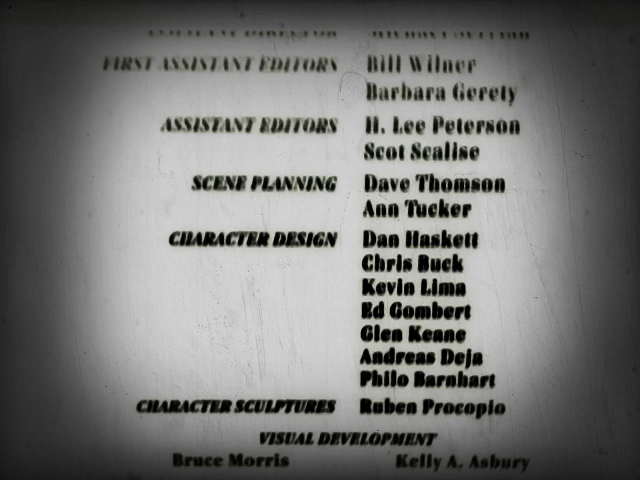 FIRST ASSISTANT EDITORS Bill Wilner
Barbara Gerety
ASSISTANT EDITORS H. Lee Peterson
Scot Scalise
SCENE PLANNING Dave Thomson
Ann Tucker
CHARACTER DESIGN Dan Haskett
Chris Buck
Kevin Lima
Ed Gombert
Glen Keane
Andreas Deja
Philo Barnhart
CHARACTER SCULPTURES Ruben Procopio
VISUAL DEVELOPMENT
Bruce Morris Kelly A. Asbury